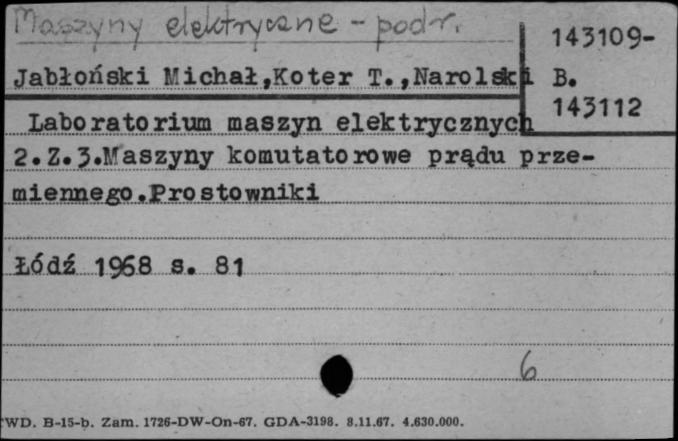 Maszyny elektryczne - podr.
143109-
Jabłoński Michał,Koter T.,Narolski B.
143112
Laboratorium maszyn elektrycznych
2.Z.3.Maszyny komutatorowe prądu prze-
miennego.Prostowniki
Łódź 1968 s. 81
6
WD. B-15-b. Zam. 1726-DW-On-67. GDA-3198. 8.11.67. 4.630.000.